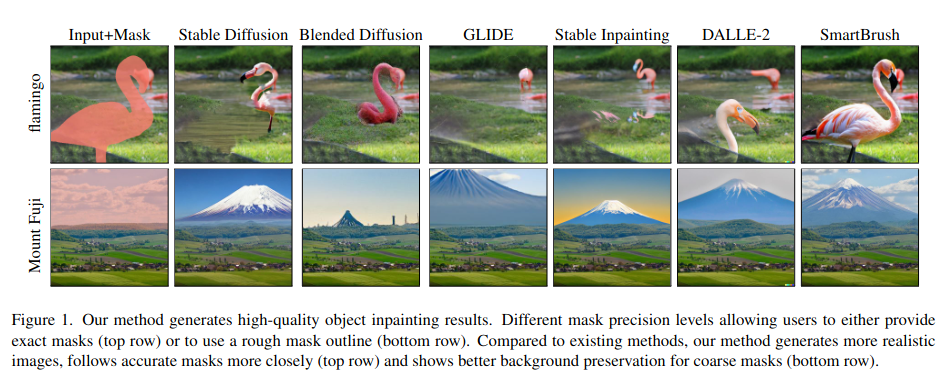 Input+Mask Stable Diffusion Blended Diffusion GLIDE Stable Inpainting DALLE-2 SmartBrush
flamingo
Mount Fuji
Figure 1. Our method generates high-quality object inpainting results. Different mask precision levels allowing users to either provide
exact masks (top row) or to use a rough mask outline (bottom row). Compared to existing methods, our method generates more realistic
images, follows accurate masks more closely (top row) and shows better background preservation for coarse masks (bottom row).